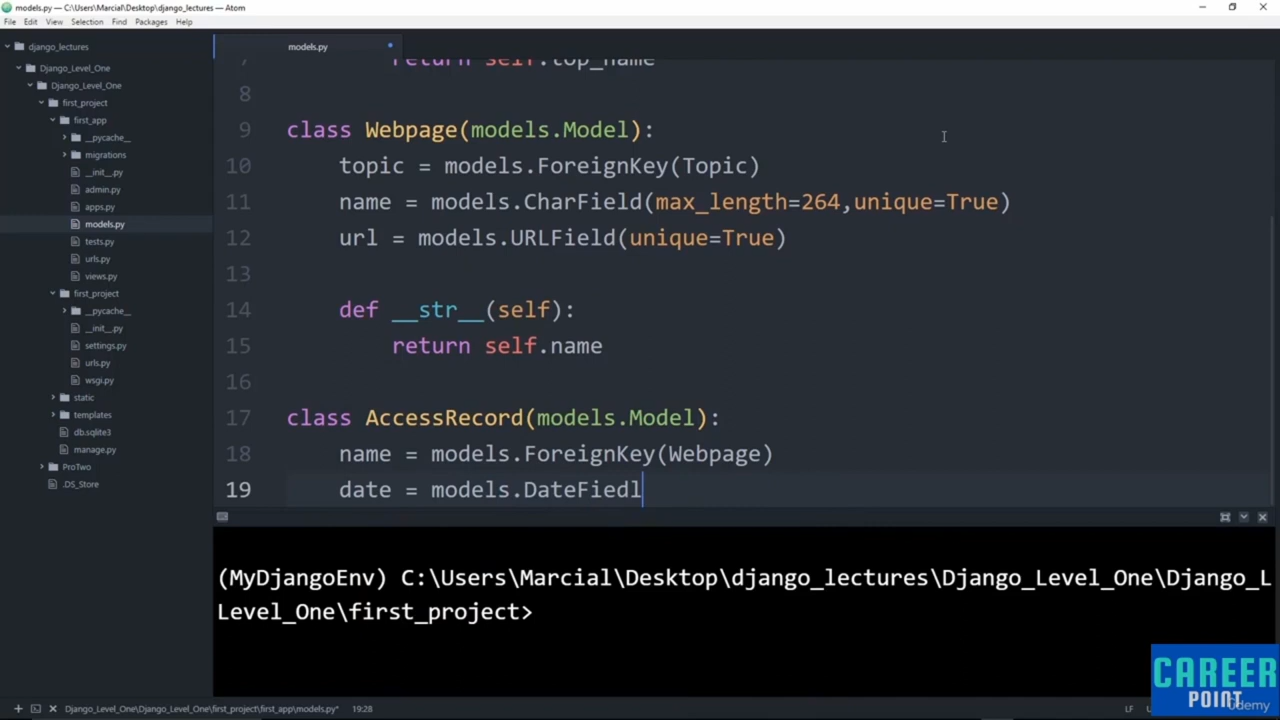 models.py — C:\Users\Marcial\Desktop\django_lectures — Atom
File Edit View Selection Find Packages Help
django_lectures
Django_Level_One
Django_Level_One
first_project
first_app
__pycache__
migrations
__init__.py
admin.py
apps.py
models.py
tests.py
urls.py
views.py
first_project
__pycache__
__init__.py
settings.py
urls.py
wsgi.py
static
templates
db.sqlite3
manage.py
ProTwo
.DS_Store
models.py
7 return self.top_name
8
9 class Webpage(models.Model):
10 topic = models.ForeignKey(Topic)
11 name = models.CharField(max_length=264,unique=True)
12 url = models.URLField(unique=True)
13
14 def __str__(self):
15 return self.name
16
17 class AccessRecord(models.Model):
18 name = models.ForeignKey(Webpage)
19 date = models.DateFiedl
(MyDjangoEnv) C:\Users\Marcial\Desktop\django_lectures\Django_Level_One\Django_L
Level_One\first_project>
CAREER
POINT
Udemy
Django_Level_One\Django_Level_One\first_project\first_app\models.py* 19:28 LF